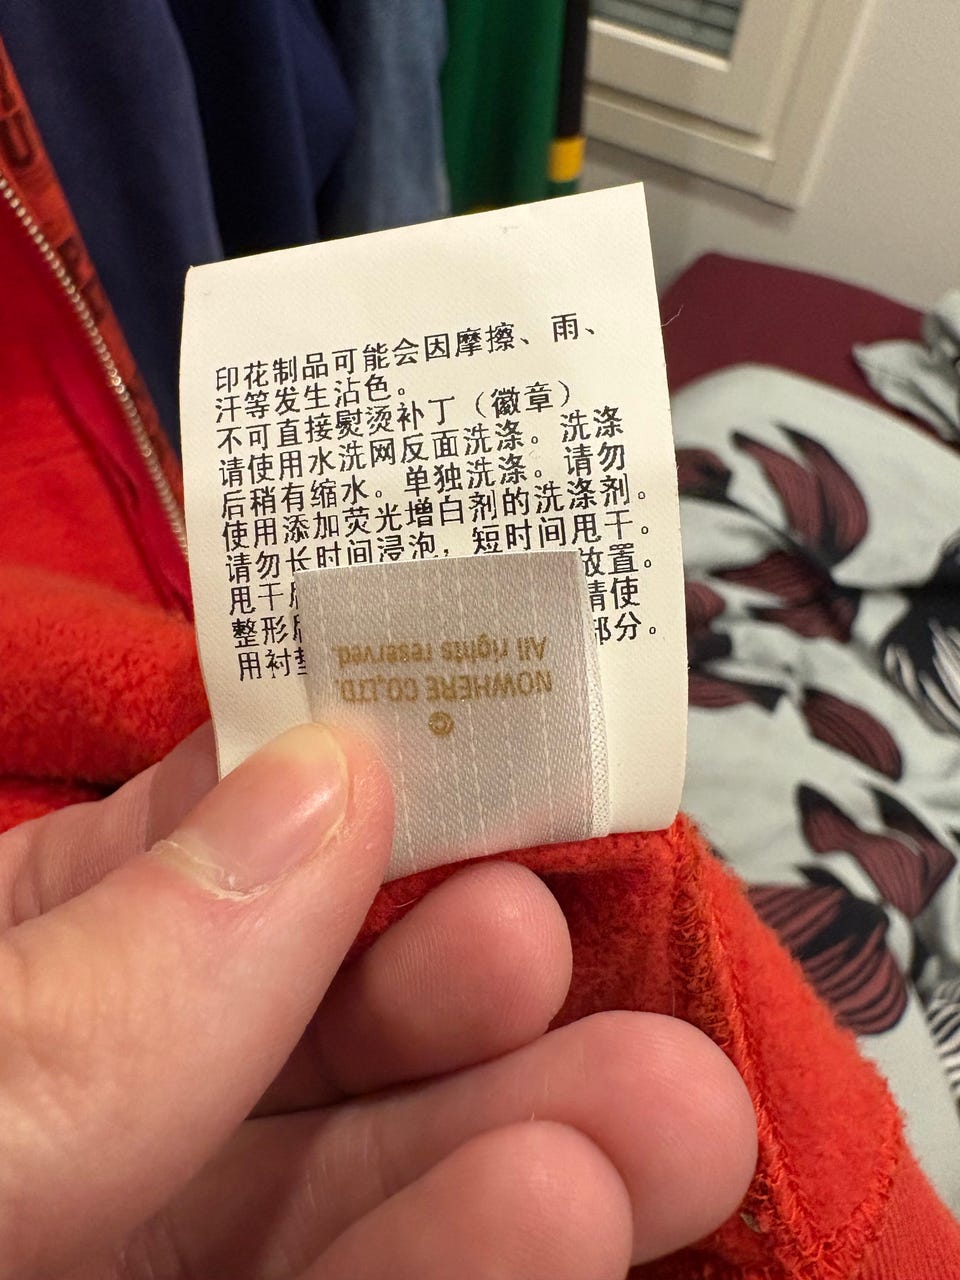 印花制品可能会因摩擦、雨、
汗等发生沾色。
不可直接熨烫补丁（徽章）
请使用水洗网反面洗涤。洗涤
后稍有缩水。单独洗涤。请勿
使用添加荧光增白剂的洗涤剂。
请勿长时间浸泡，短时间甩干。
甩干 放置。
整形 请使
用衬垫 部分。
©
NOWHERE CO.,LTD.
All rights reserved.